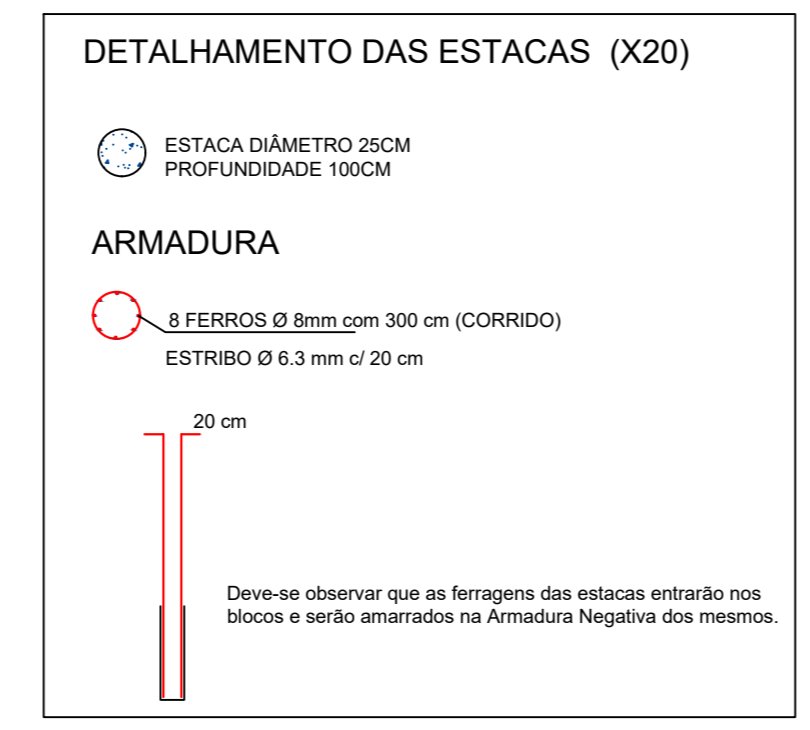 DETALHAMENTO DAS ESTACAS (X20)
ESTACA DIÂMETRO 25CM
PROFUNDIDADE 100CM
ARMADURA
8 FERROS Ø 8mm com 300 cm (CORRIDO)
ESTRIBO Ø 6.3 mm c/ 20 cm
20 cm
Deve-se observar que as ferragens das estacas entrarão nos
blocos e serão amarrados na Armadura Negativa dos mesmos.